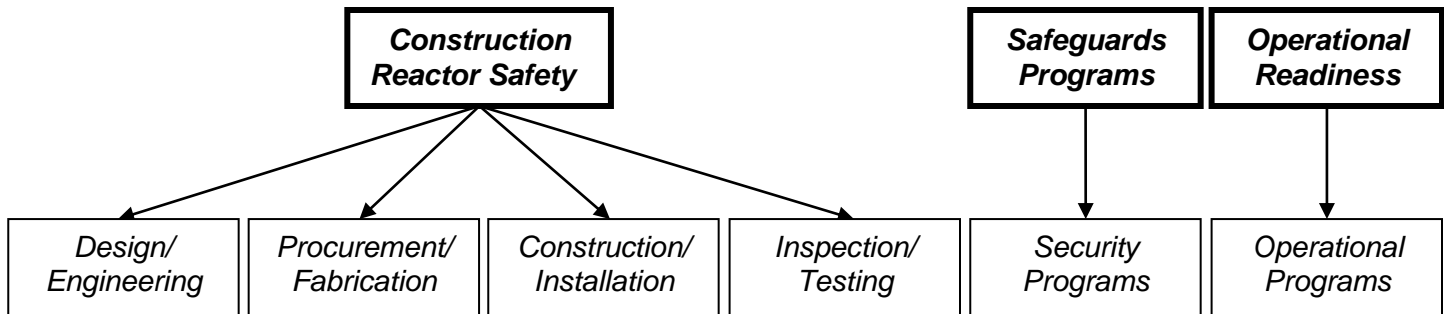 Construction
Reactor Safety
Safeguards
Programs
Operational
Readiness
Design/
Engineering
Procurement/
Fabrication
Construction/
Installation
Inspection/
Testing
Security
Programs
Operational
Programs